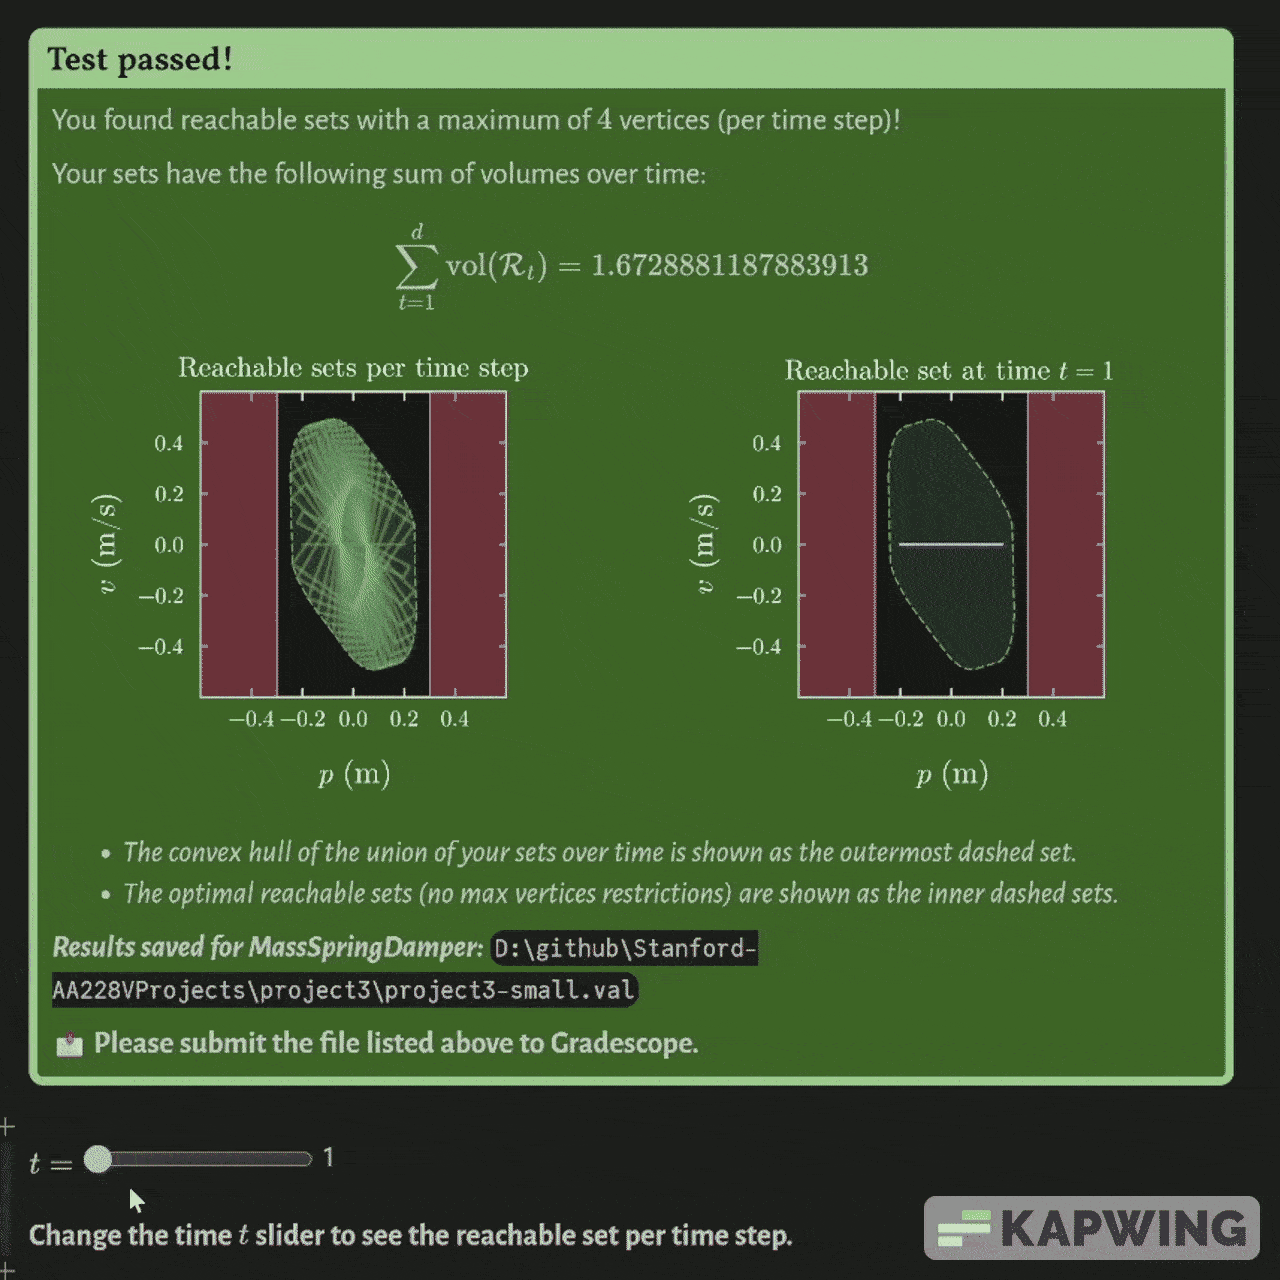 Test passed!
You found reachable sets with a maximum of 4 vertices (per time step)!
Your sets have the following sum of volumes over time:
d
∑ vol(ℛₜ) = 1.6728881187883913
t=1
Reachable sets per time step
0.4
0.2
0.0
−0.2
−0.4
v (m/s)
−0.4 −0.2 0.0 0.2 0.4
p (m)
Reachable set at time t = 1
0.4
0.2
0.0
−0.2
−0.4
v (m/s)
−0.4 −0.2 0.0 0.2 0.4
p (m)
• The convex hull of the union of your sets over time is shown as the outermost dashed set.
• The optimal reachable sets (no max vertices restrictions) are shown as the inner dashed sets.
Results saved for MassSpringDamper: D:\github\Stanford-
AA228VProjects\project3\project3-small.val
Please submit the file listed above to Gradescope.
t = 1
Change the time t slider to see the reachable set per time step.
KAPWING